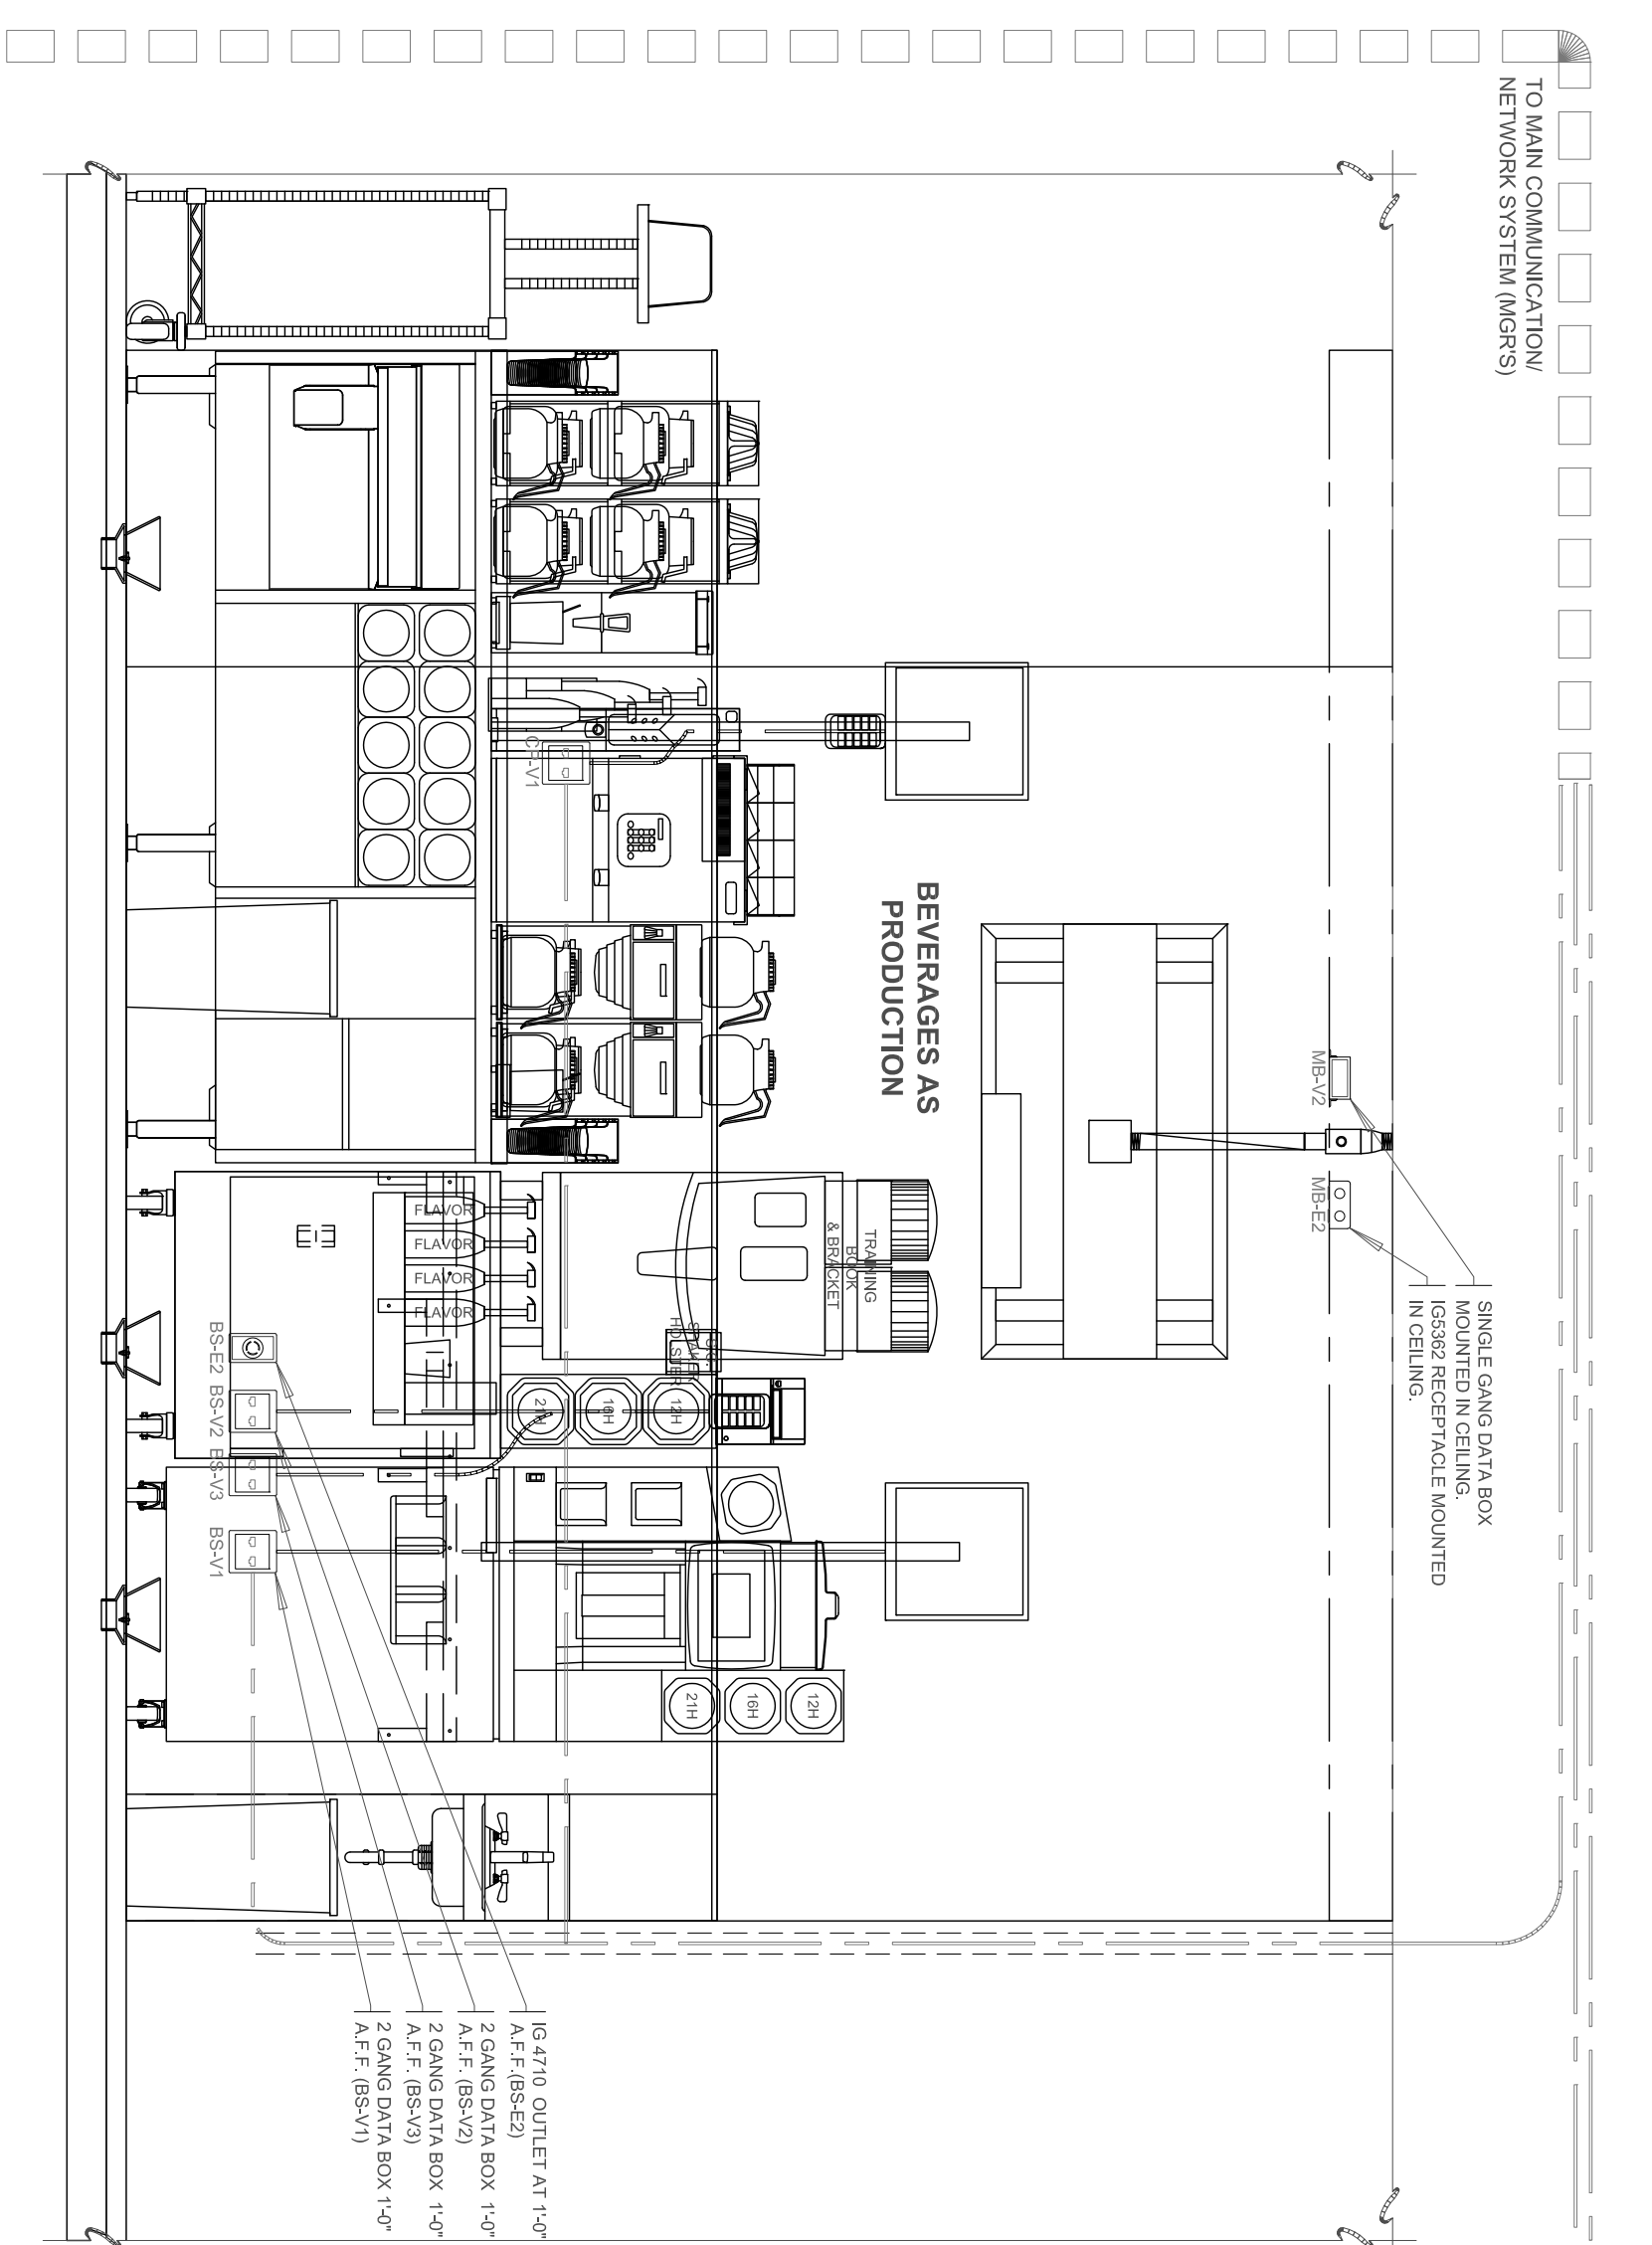 TO MAIN COMMUNICATION/
NETWORK SYSTEM (MGR'S)
SINGLE GANG DATA BOX
MOUNTED IN CEILING.
IG5362 RECEPTACLE MOUNTED
IN CEILING.
MB-V2
MB-E2
BEVERAGES AS
PRODUCTION
TRAINING
BOOK
& BRACKET
12H
16H
21H
12H
16H
21H
CP-V1
FLAVOR
FLAVOR
FLAVOR
FLAVOR
BS-E2
BS-V2
BS-V3
BS-V1
IG 4710 OUTLET AT 1'-0"
A.F.F.(BS-E2)
2 GANG DATA BOX 1'-0"
A.F.F. (BS-V2)
2 GANG DATA BOX 1'-0"
A.F.F. (BS-V3)
2 GANG DATA BOX 1'-0"
A.F.F. (BS-V1)